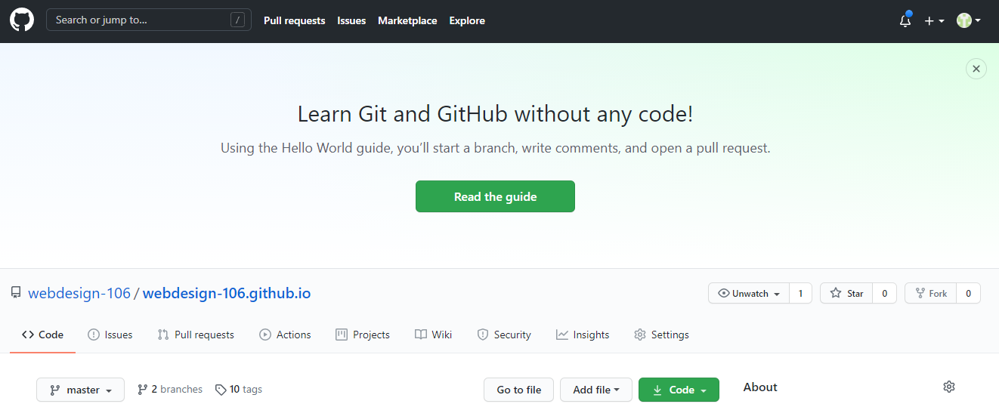 Search or jump to... /
Pull requests
Issues
Marketplace
Explore
Learn Git and GitHub without any code!
Using the Hello World guide, you’ll start a branch, write comments, and open a pull request.
Read the guide
webdesign-106 / webdesign-106.github.io
Unwatch 1
Star 0
Fork 0
Code
Issues
Pull requests
Actions
Projects
Wiki
Security
Insights
Settings
master
2 branches
10 tags
Go to file
Add file
Code
About